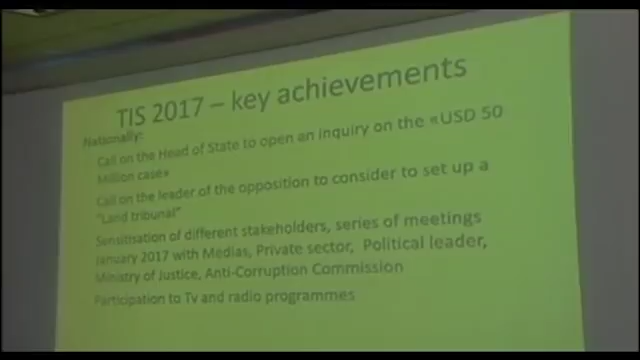 TIS 2017 – key achievements
Nationally:
Call on the Head of State to open an inquiry on the «USD 50
Million case»
Call on the leader of the opposition to consider to set up a
"Land tribunal"
Sensitisation of different stakeholders, series of meetings
January 2017 with Medias, Private sector, Political leader,
Ministry of Justice, Anti-Corruption Commission
Participation to Tv and radio programmes